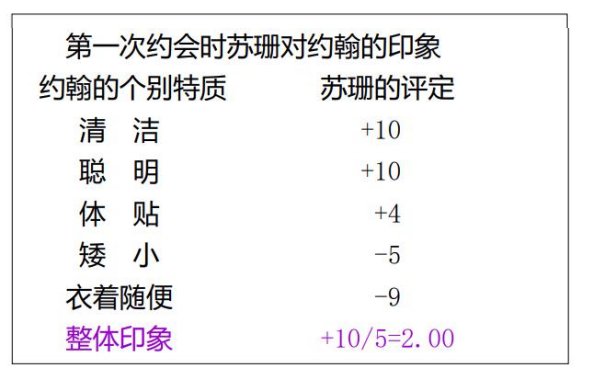 第一次约会时苏珊对约翰的印象
约翰的个别特质 苏珊的评定
清 洁 +10
聪 明 +10
体 贴 +4
矮 小 -5
衣着随便 -9
整体印象 +10/5=2.00